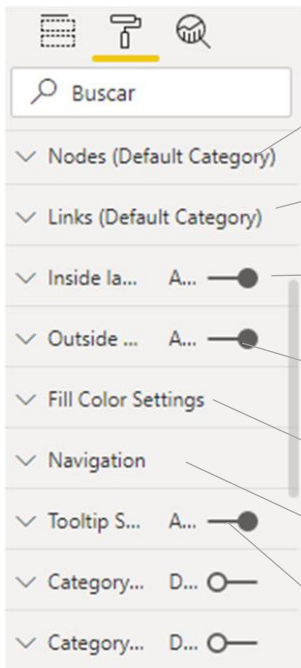 Buscar
Nodes (Default Category)
Links (Default Category)
Inside la... A...
Outside ... A...
Fill Color Settings
Navigation
Tooltip S... A...
Category... D...
Category... D...